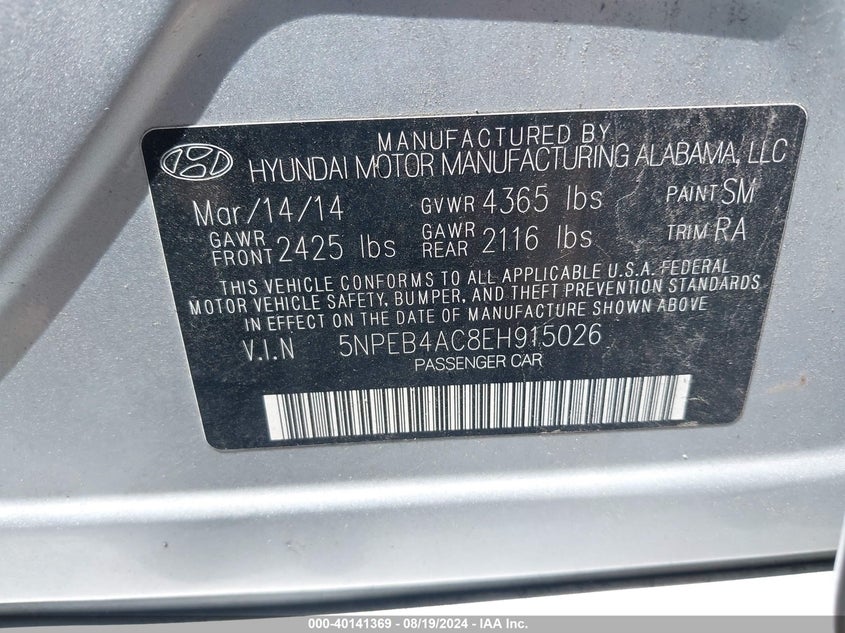 MANUFACTURED BY
HYUNDAI MOTOR MANUFACTURING ALABAMA, LLC
Mar/14/14 GVWR 4365 lbs PAINT SM
GAWR FRONT 2425 lbs GAWR REAR 2116 lbs TRIM RA
THIS VEHICLE CONFORMS TO ALL APPLICABLE U.S.A. FEDERAL
MOTOR VEHICLE SAFETY, BUMPER, AND THEFT PREVENTION STANDARDS
IN EFFECT ON THE DATE OF MANUFACTURE SHOWN ABOVE
V.I.N 5NPEB4AC8EH915026
PASSENGER CAR
000-40141369 - 08/19/2024 - IAA Inc.